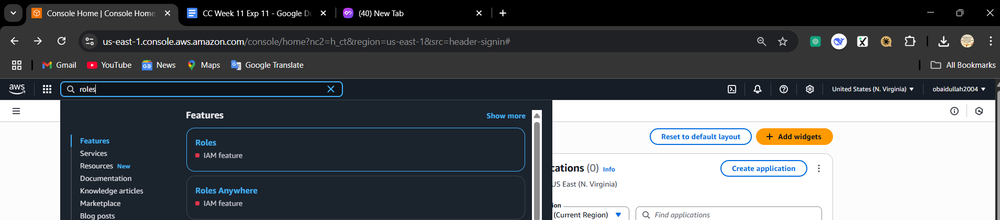 Console Home | Console Home
CC Week 11 Exp 11 - Google Do
(40) New Tab
us-east-1.console.aws.amazon.com/console/home?nc2=h_ct&region=us-east-1&src=header-signin#
Gmail
YouTube
News
Maps
Google Translate
All Bookmarks
aws
roles
United States (N. Virginia)
obaidullah2004
Features
Show more
Features
Services
Resources New
Documentation
Knowledge articles
Marketplace
Blog posts
Roles
IAM feature
Roles Anywhere
IAM feature
Reset to default layout
+ Add widgets
cations (0) Info
Create application
US East (N. Virginia)
ion
(Current Region)
Find applications